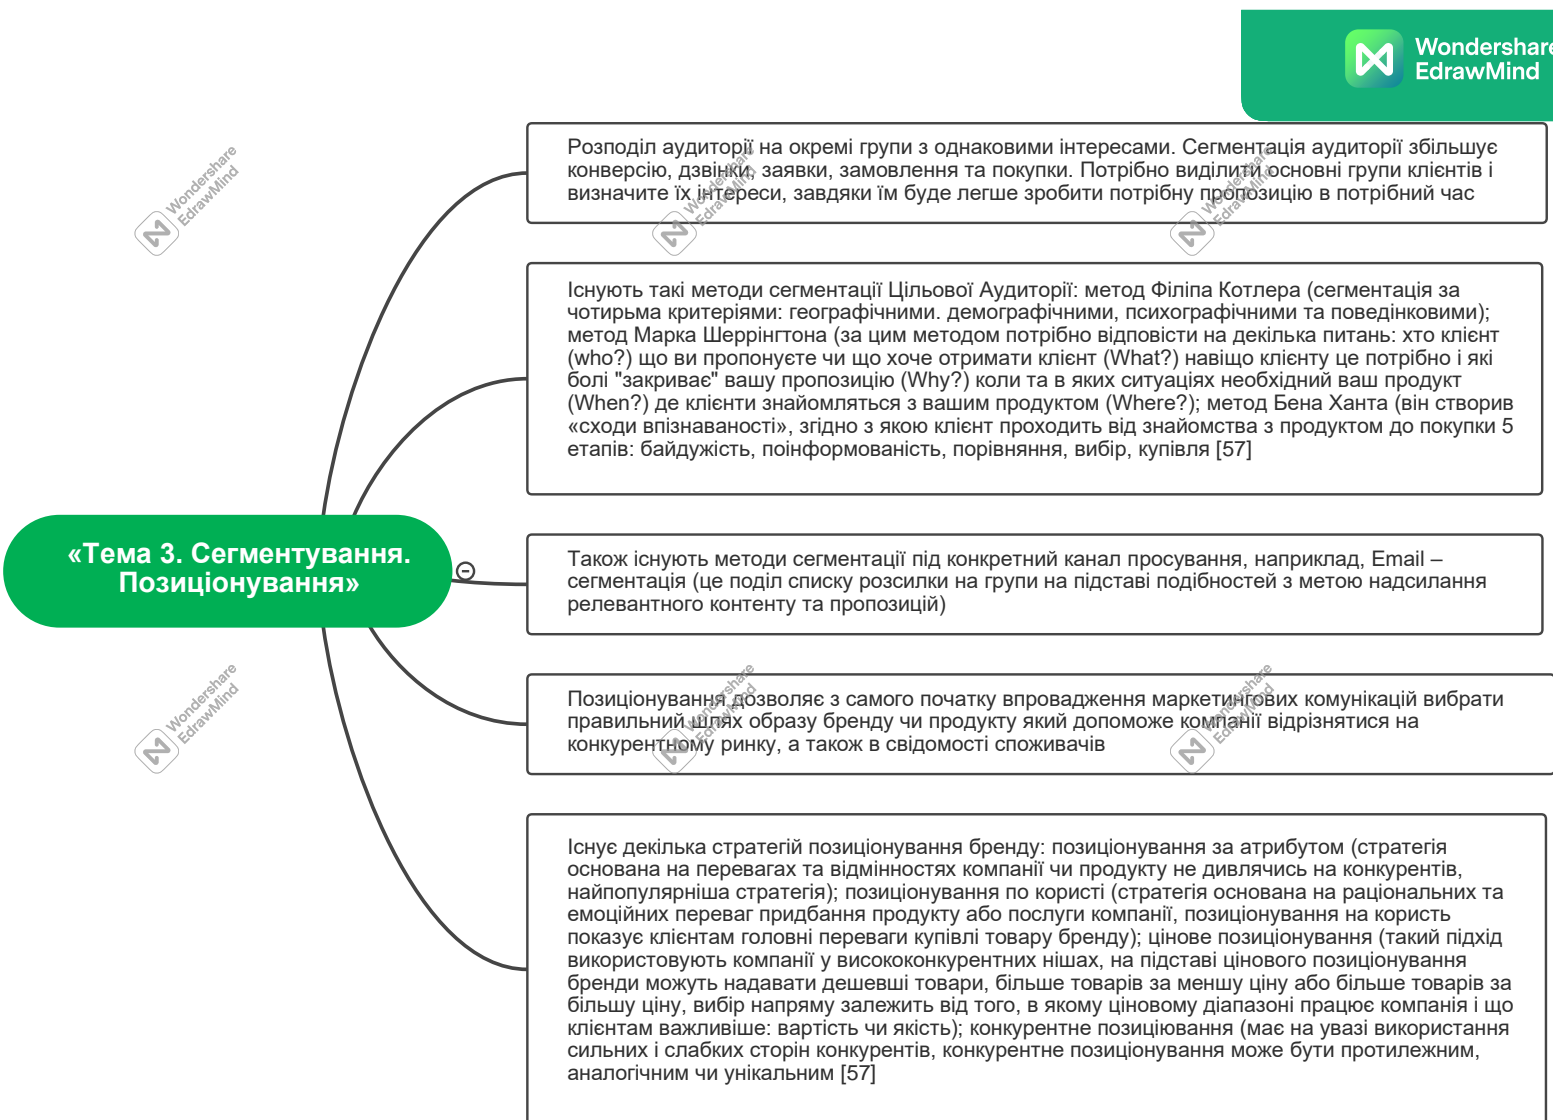 Wondershare
EdrawMind
Розподіл аудиторії на окремі групи з однаковими інтересами. Сегментація аудиторії збільшує
конверсію, дзвінки, заявки, замовлення та покупки. Потрібно виділити основні групи клієнтів і
визначите їх інтереси, завдяки їм буде легше зробити потрібну пропозицію в потрібний час
Існують такі методи сегментації Цільової Аудиторії: метод Філіпа Котлера (сегментація за
чотирьма критеріями: географічними. демографічними, психографічними та поведінковими);
метод Марка Шеррінгтона (за цим методом потрібно відповісти на декілька питань: хто клієнт
(who?) що ви пропонуєте чи що хоче отримати клієнт (What?) навіщо клієнту це потрібно і які
болі "закриває" вашу пропозицію (Why?) коли та в яких ситуаціях необхідний ваш продукт
(When?) де клієнти знайомляться з вашим продуктом (Where?); метод Бена Ханта (він створив
«сходи впізнаваності», згідно з якою клієнт проходить від знайомства з продуктом до покупки 5
етапів: байдужість, поінформованість, порівняння, вибір, купівля [57]
«Тема 3. Сегментування.
Позиціонування»
Також існують методи сегментації під конкретний канал просування, наприклад, Email –
сегментація (це поділ списку розсилки на групи на підставі подібностей з метою надсилання
релевантного контенту та пропозицій)
Позиціонування дозволяє з самого початку впровадження маркетингових комунікацій вибрати
правильний шлях образу бренду чи продукту який допоможе компанії відрізнятися на
конкурентному ринку, а також в свідомості споживачів
Існує декілька стратегій позиціонування бренду: позиціонування за атрибутом (стратегія
основана на перевагах та відмінностях компанії чи продукту не дивлячись на конкурентів,
найпопулярніша стратегія); позиціонування по користі (стратегія основана на раціональних та
емоційних переваг придбання продукту або послуги компанії, позиціонування на користь
показує клієнтам головні переваги купівлі товару бренду); цінове позиціонування (такий підхід
використовують компанії у висококонкурентних нішах, на підставі цінового позиціонування
бренди можуть надавати дешевші товари, більше товарів за меншу ціну або більше товарів за
більшу ціну, вибір напряму залежить від того, в якому ціновому діапазоні працює компанія і що
клієнтам важливіше: вартість чи якість); конкурентне позиціювання (має на увазі використання
сильних і слабких сторін конкурентів, конкурентне позиціонування може бути протилежним,
аналогічним чи унікальним [57]
Wondershare
EdrawMind
Wondershare
EdrawMind
Wondershare
EdrawMind
Wondershare
EdrawMind
Wondershare
EdrawMind
Wondershare
EdrawMind